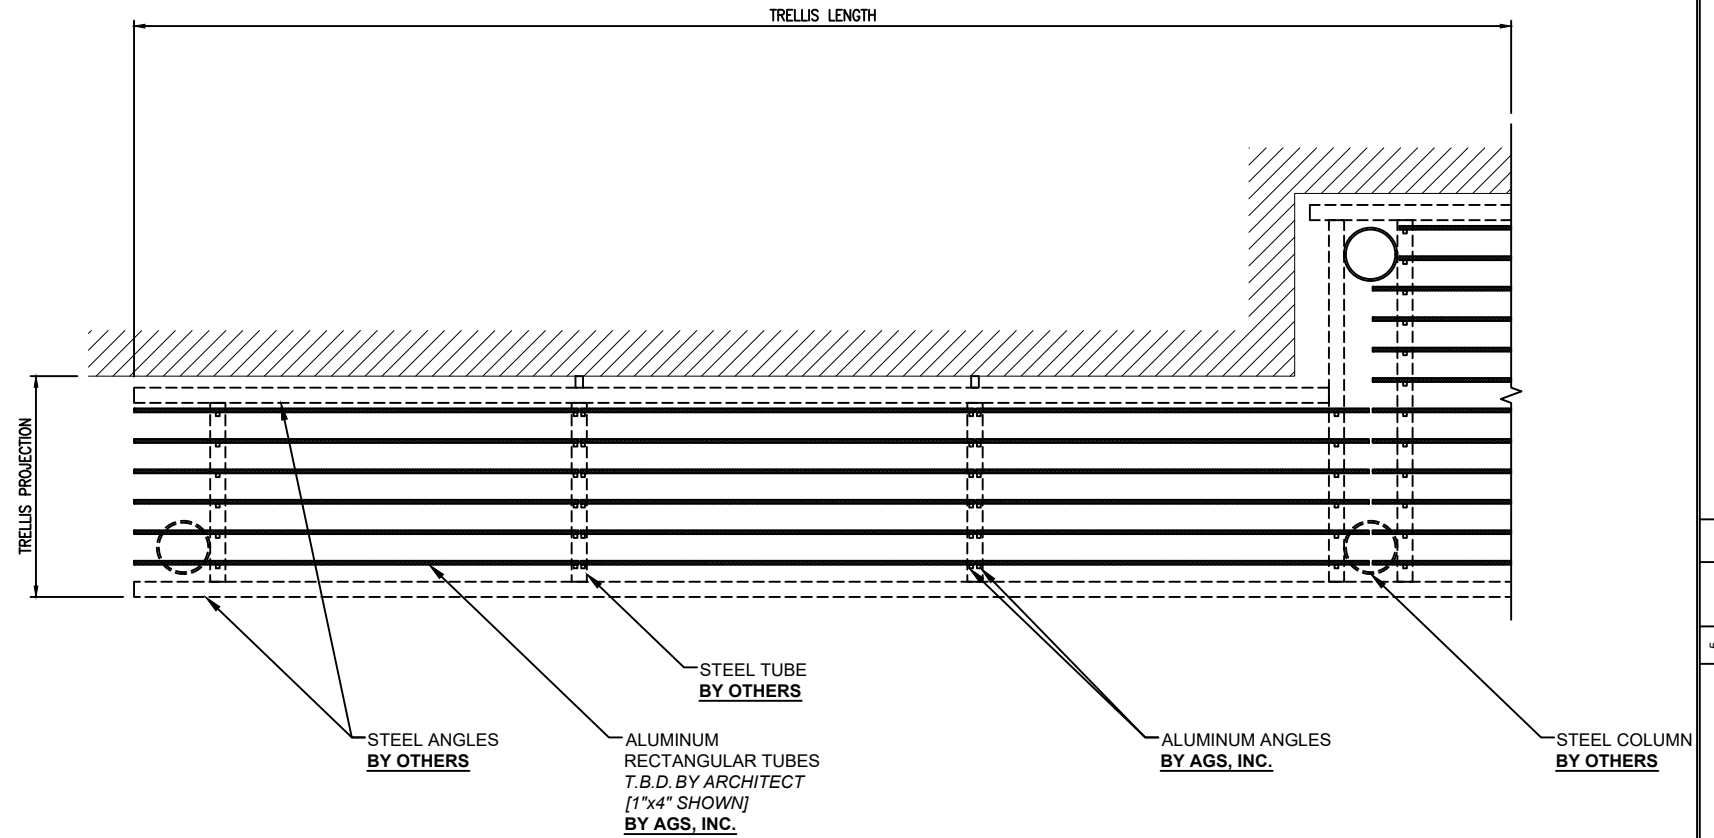 TRELLIS LENGTH
TRELLIS PROJECTION
STEEL TUBE
BY OTHERS
STEEL ANGLES
BY OTHERS
ALUMINUM
RECTANGULAR TUBES
T.B.D. BY ARCHITECT
[1"x4" SHOWN]
BY AGS, INC.
ALUMINUM ANGLES
BY AGS, INC.
STEEL COLUMN
BY OTHERS